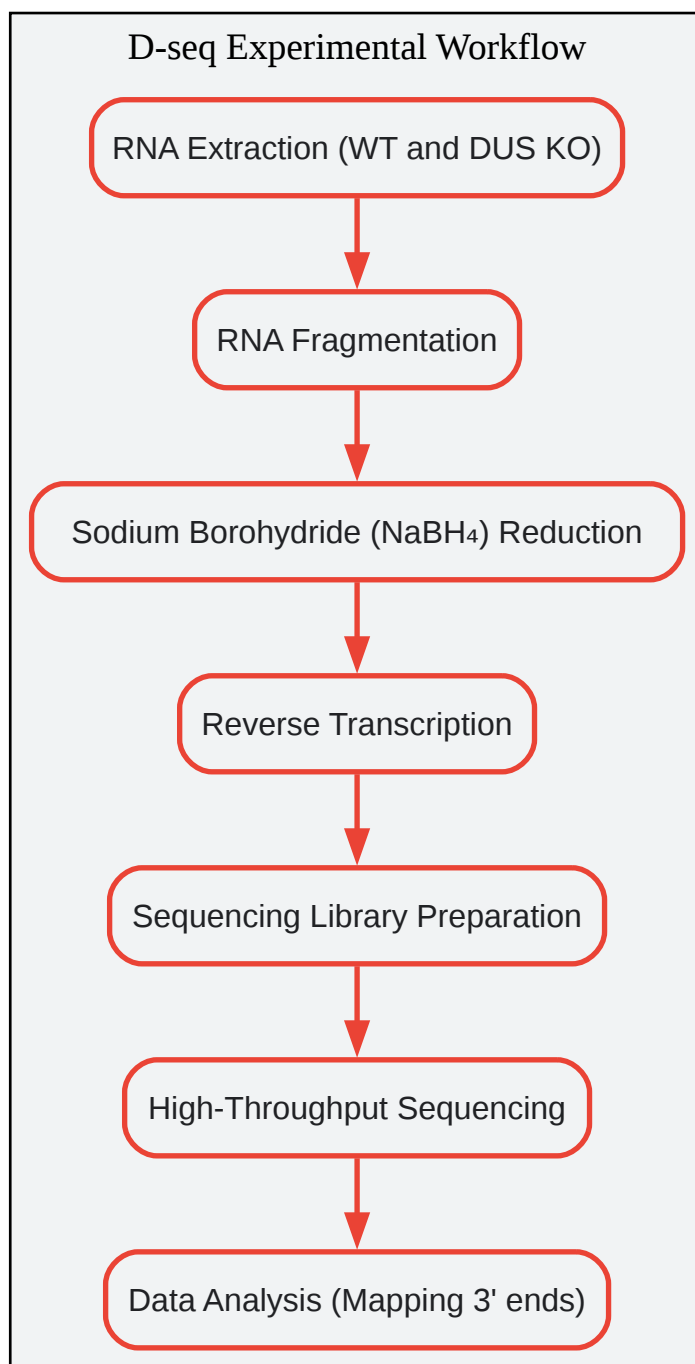 D-seq Experimental Workflow
RNA Extraction (WT and DUS KO)
RNA Fragmentation
Sodium Borohydride (NaBH₄) Reduction
Reverse Transcription
Sequencing Library Preparation
High-Throughput Sequencing
Data Analysis (Mapping 3' ends)